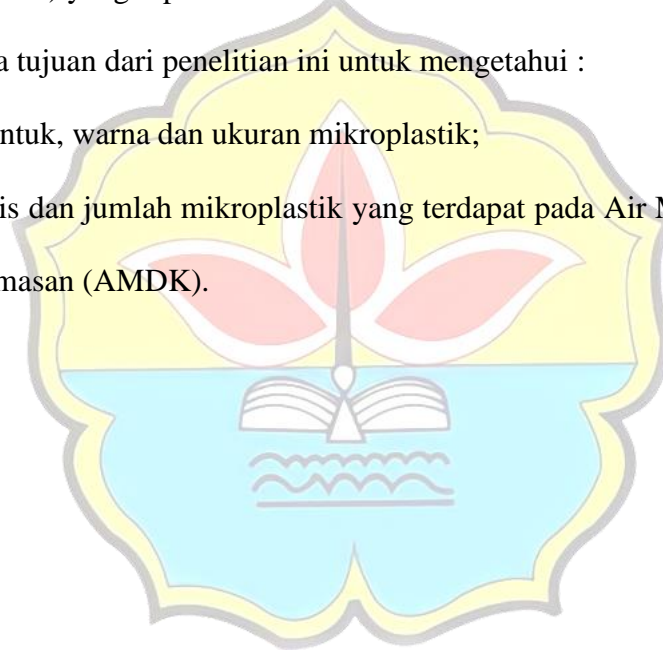 a tujuan dari penelitian ini untuk mengetahui :
ntuk, warna dan ukuran mikroplastik;
is dan jumlah mikroplastik yang terdapat pada Air M
masan (AMDK).